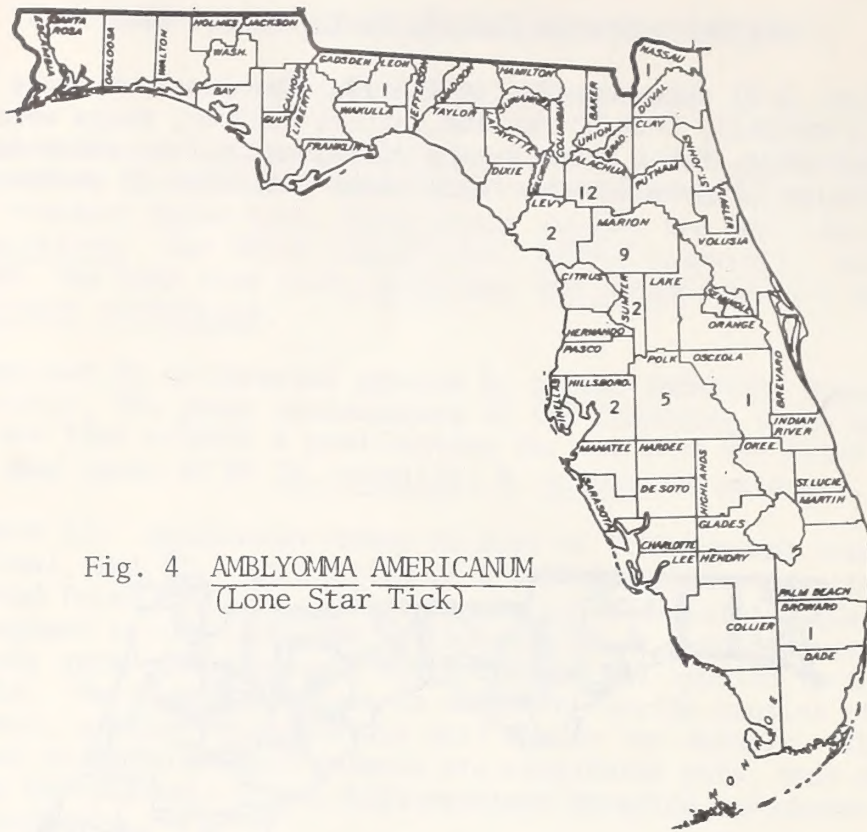 HOLMES JACKSON
SANTA ROSA
ESCAMBIA
OKALOOSA
WALTON
WASH.
BAY
GADSDEN
LEON
1
CALHOUN
LIBERTY
GULF
WAKULLA
FRANKLIN
JEFFERSON
MADISON
TAYLOR
HAMILTON
SUWANNEE
LAFAYETTE
DIXIE
COLUMBIA
BAKER
UNION
BRAD.
NASSAU
1
DUVAL
CLAY
ST. JOHNS
ALACHUA
12
PUTNAM
FLAGLER
LEVY
2
MARION
9
VOLUSIA
CITRUS
SUMTER
2
LAKE
SEMINOLE
ORANGE
HERNANDO
PASCO
POLK
5
OSCEOLA
1
BREVARD
HILLSBORO.
2
PINELLAS
INDIAN
RIVER
MANATEE
HARDEE
OKEE.
HIGHLANDS
ST. LUCIE
DE SOTO
MARTIN
SARASOTA
GLADES
CHARLOTTE
LEE
HENDRY
PALM BEACH
BROWARD
1
COLLIER
DADE
MONROE
Fig. 4 AMBLYOMMA AMERICANUM
(Lone Star Tick)